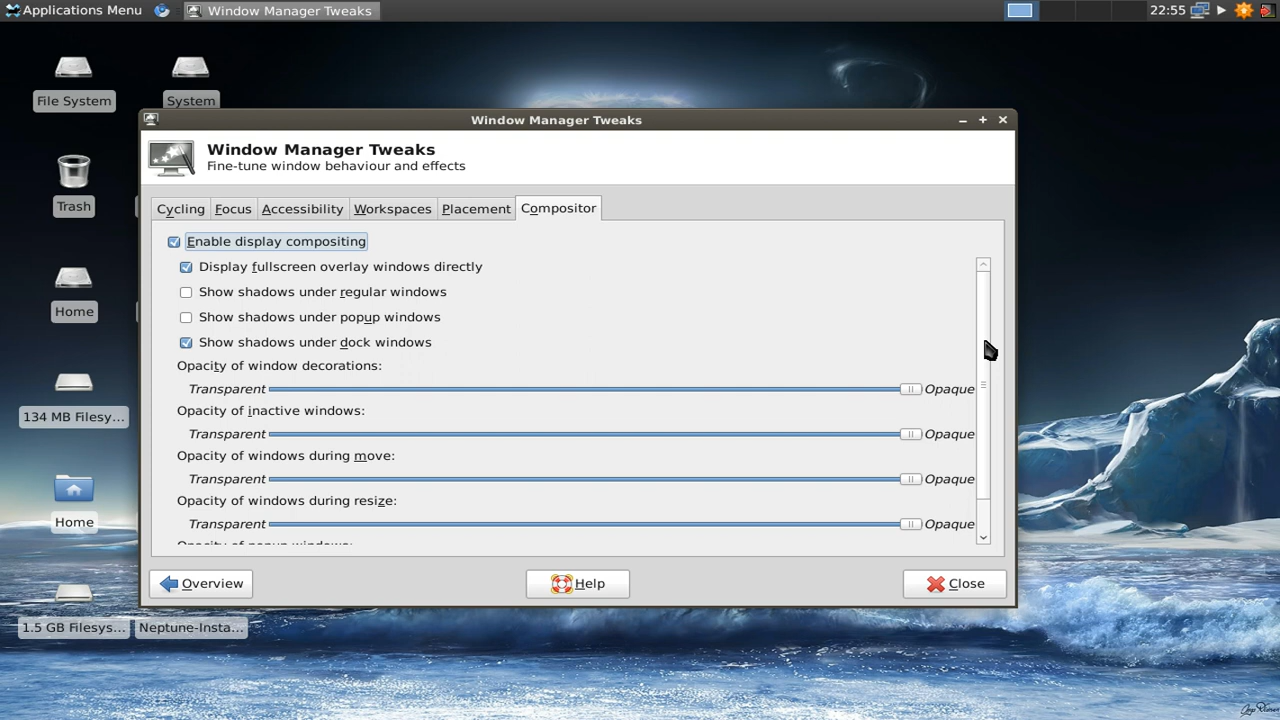 Applications Menu
Window Manager Tweaks
22:55
File System
System
Trash
Home
134 MB Filesy...
Home
1.5 GB Filesys...
Neptune-Insta...
Window Manager Tweaks
Window Manager Tweaks
Fine-tune window behaviour and effects
Cycling Focus Accessibility Workspaces Placement Compositor
Enable display compositing
Display fullscreen overlay windows directly
Show shadows under regular windows
Show shadows under popup windows
Show shadows under dock windows
Opacity of window decorations:
Transparent Opaque
Opacity of inactive windows:
Transparent Opaque
Opacity of windows during move:
Transparent Opaque
Opacity of windows during resize:
Transparent Opaque
Opacity of popup windows:
Overview Help Close